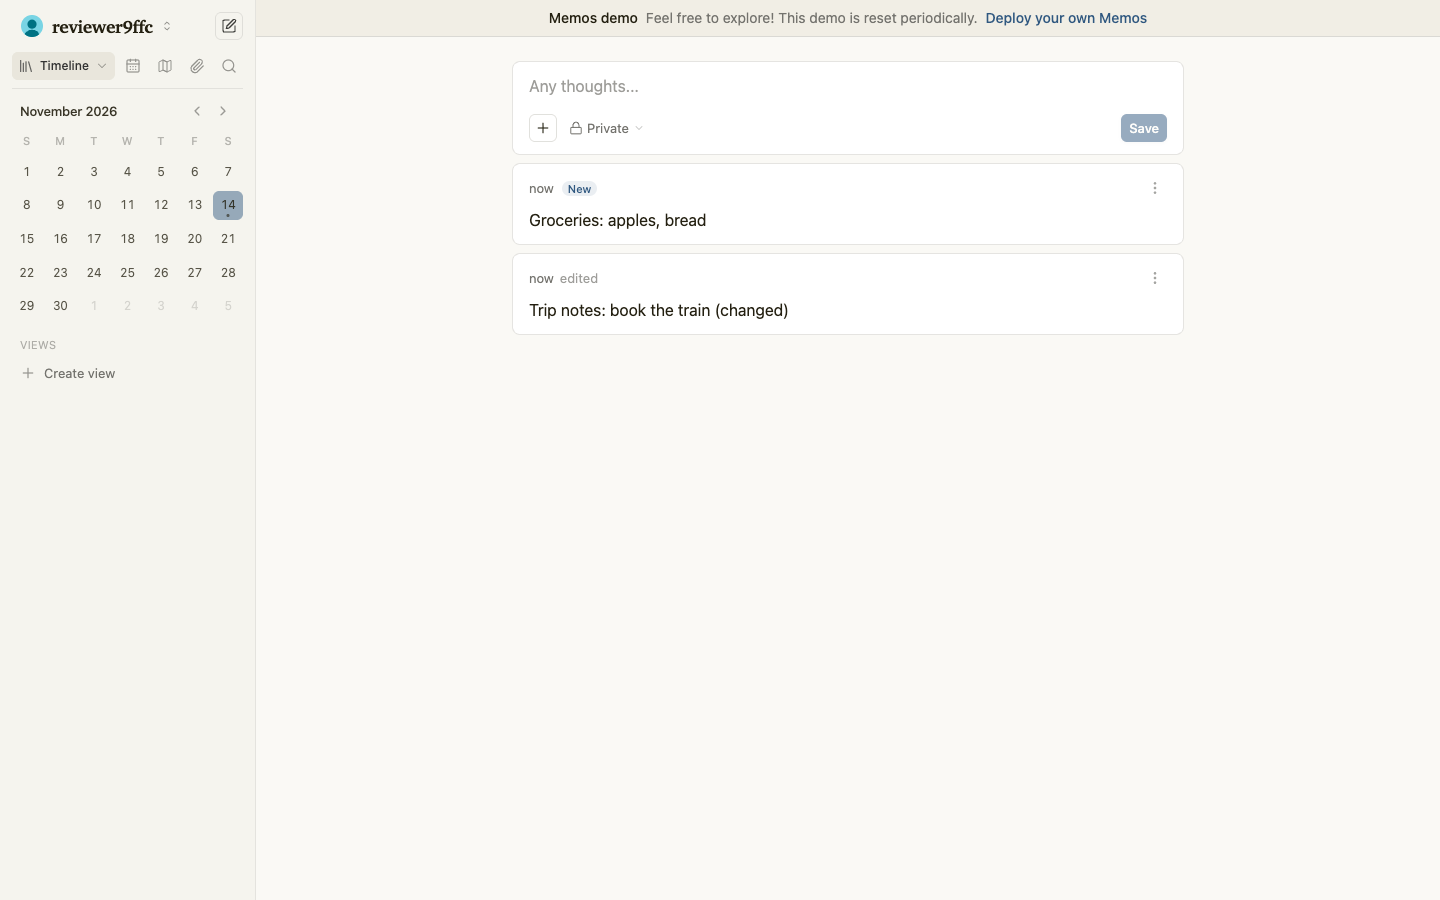 reviewer9ffc
Timeline
November 2026
S M T W T F S
1 2 3 4 5 6 7
8 9 10 11 12 13 14
15 16 17 18 19 20 21
22 23 24 25 26 27 28
29 30 1 2 3 4 5
VIEWS
Create view
Memos demo Feel free to explore! This demo is reset periodically. Deploy your own Memos
Any thoughts...
Private
Save
now New
Groceries: apples, bread
now edited
Trip notes: book the train (changed)